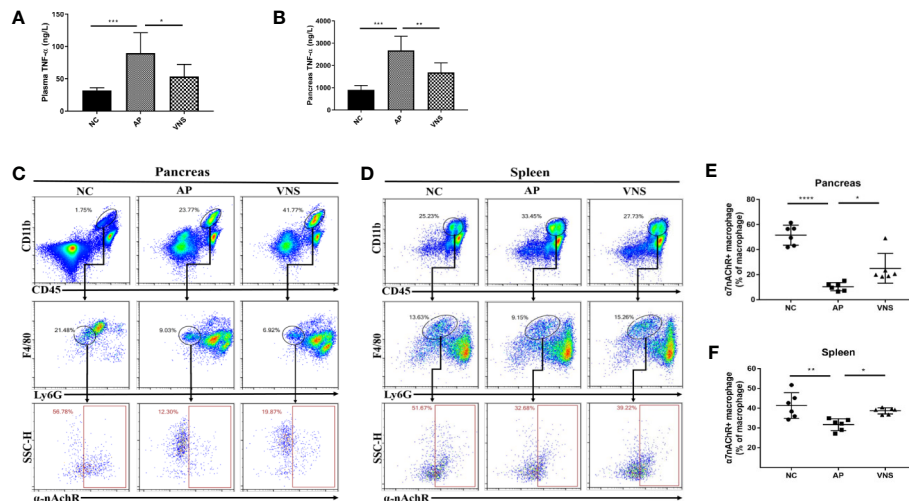 A
Plasma TNF-α (ng/L)
150
100
50
0
***
*
NC
AP
VNS
B
Pancreas TNF-α (ng/L)
4000
3000
2000
1000
0
***
**
NC
AP
VNS
C
Pancreas
NC
AP
VNS
CD11b
1.75%
23.77%
41.77%
CD45
F4/80
21.48%
9.03%
6.92%
Ly6G
SSC-H
56.78%
12.30%
19.87%
α-nAchR
D
Spleen
NC
AP
VNS
CD11b
25.23%
33.45%
27.73%
CD45
F4/80
13.63%
9.15%
15.26%
Ly6G
SSC-H
51.67%
32.68%
39.22%
α-nAchR
E
Pancreas
α7nAChR+ macrophage
(% of macrophage)
80
60
40
20
0
****
*
NC
AP
VNS
F
Spleen
α7nAChR+ macrophage
(% of macrophage)
60
50
40
30
20
**
*
NC
AP
VNS